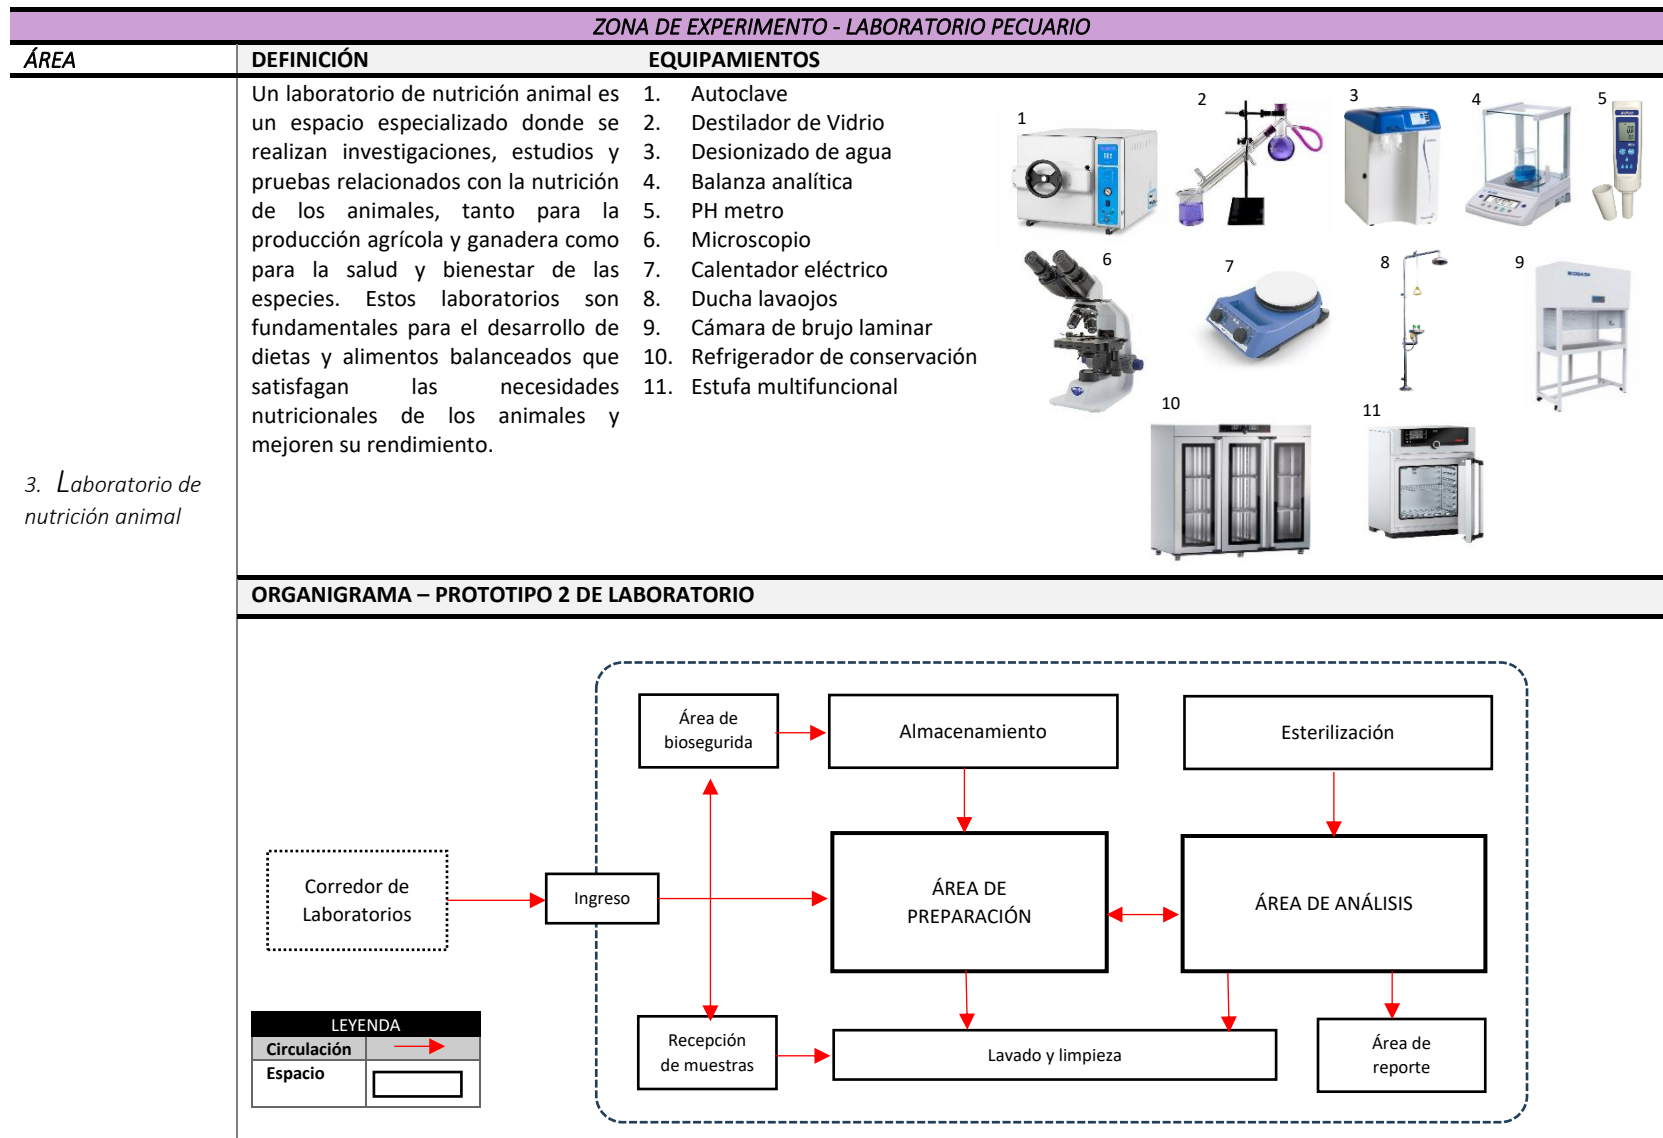 ZONA DE EXPERIMENTO - LABORATORIO PECUARIO
ÁREA
DEFINICIÓN
EQUIPAMIENTOS
3. Laboratorio de
nutrición animal
Un laboratorio de nutrición animal es
un espacio especializado donde se
realizan investigaciones, estudios y
pruebas relacionados con la nutrición
de los animales, tanto para la
producción agrícola y ganadera como
para la salud y bienestar de las
especies. Estos laboratorios son
fundamentales para el desarrollo de
dietas y alimentos balanceados que
satisfagan las necesidades
nutricionales de los animales y
mejoren su rendimiento.
1. Autoclave
2. Destilador de Vidrio
3. Desionizado de agua
4. Balanza analítica
5. PH metro
6. Microscopio
7. Calentador eléctrico
8. Ducha lavaojos
9. Cámara de brujo laminar
10. Refrigerador de conservación
11. Estufa multifuncional
1
2
3
4
5
6
7
8
9
10
11
ORGANIGRAMA – PROTOTIPO 2 DE LABORATORIO
Área de
biosegurida
Almacenamiento
Esterilización
Corredor de
Laboratorios
Ingreso
ÁREA DE
PREPARACIÓN
ÁREA DE ANÁLISIS
Recepción
de muestras
Lavado y limpieza
Área de
reporte
LEYENDA
Circulación
Espacio